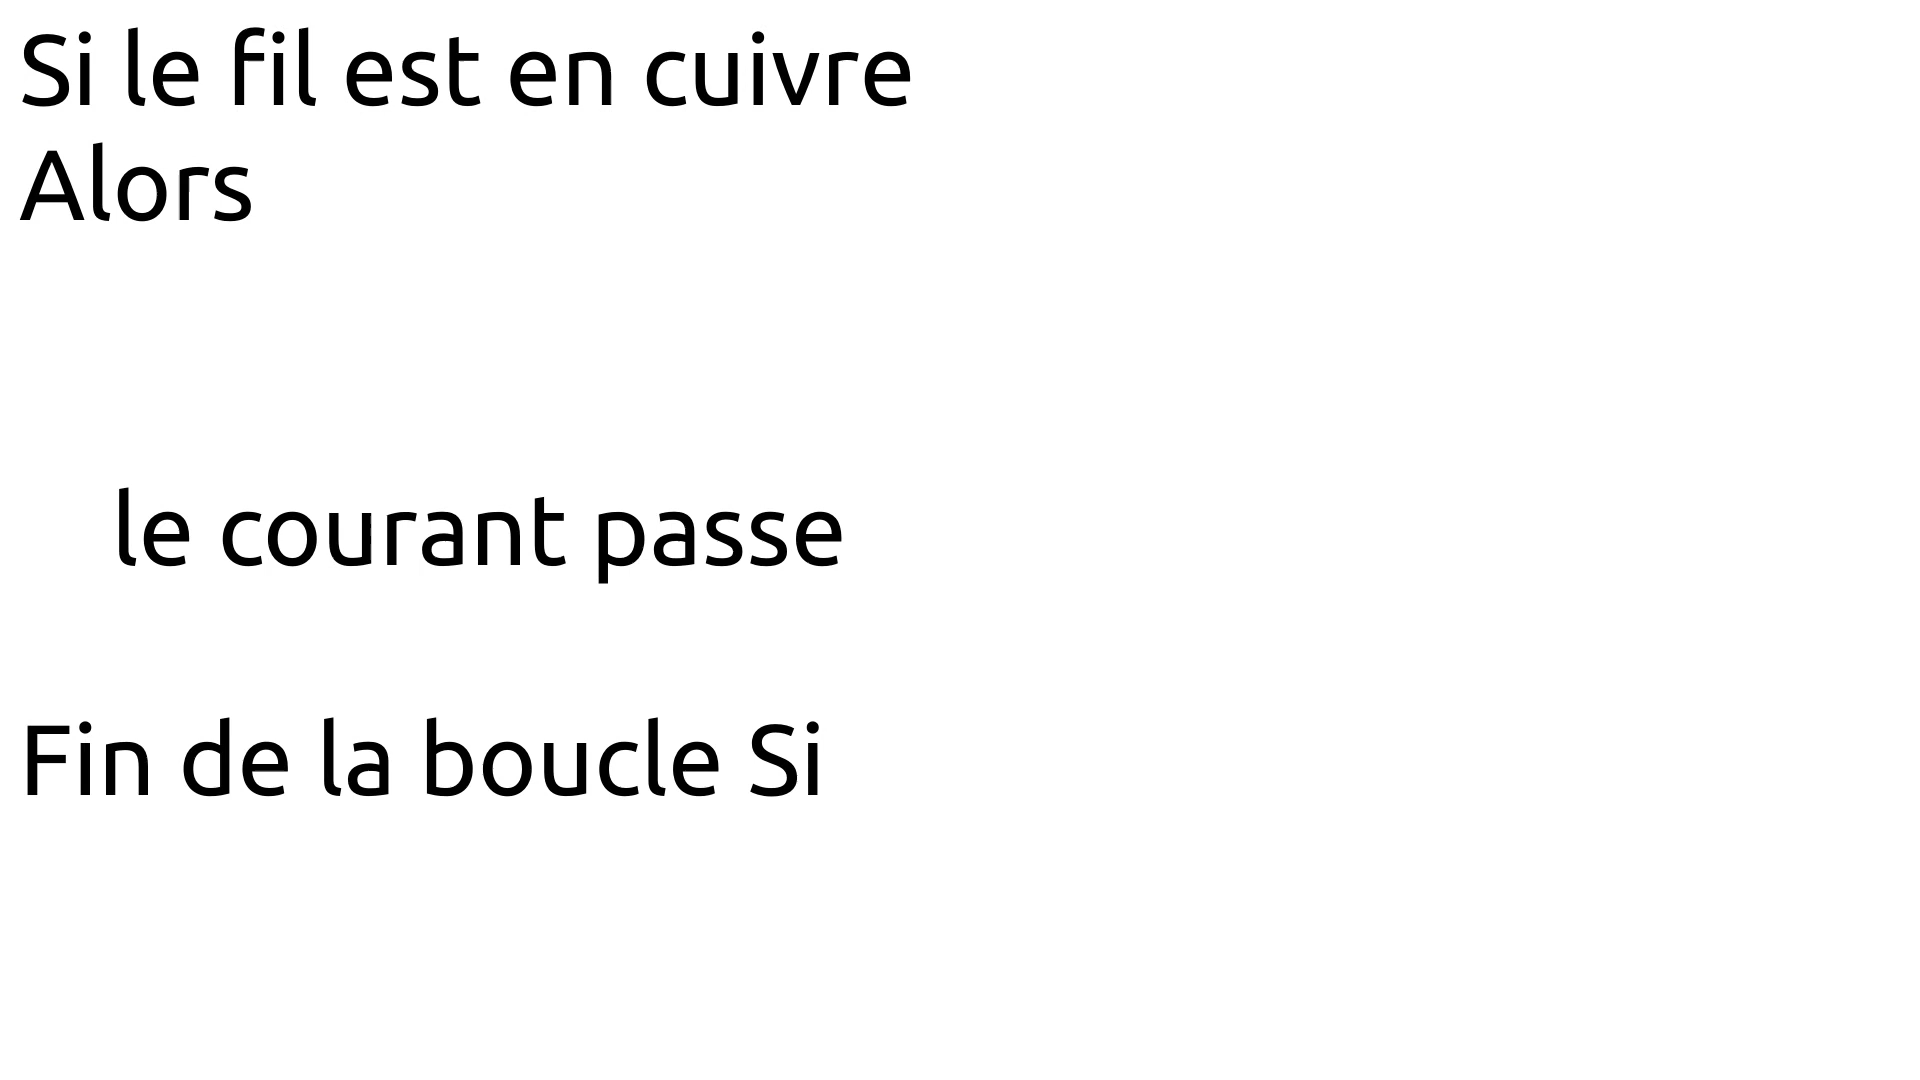 Si le fil est en cuivre
Alors
le courant passe
Fin de la boucle Si